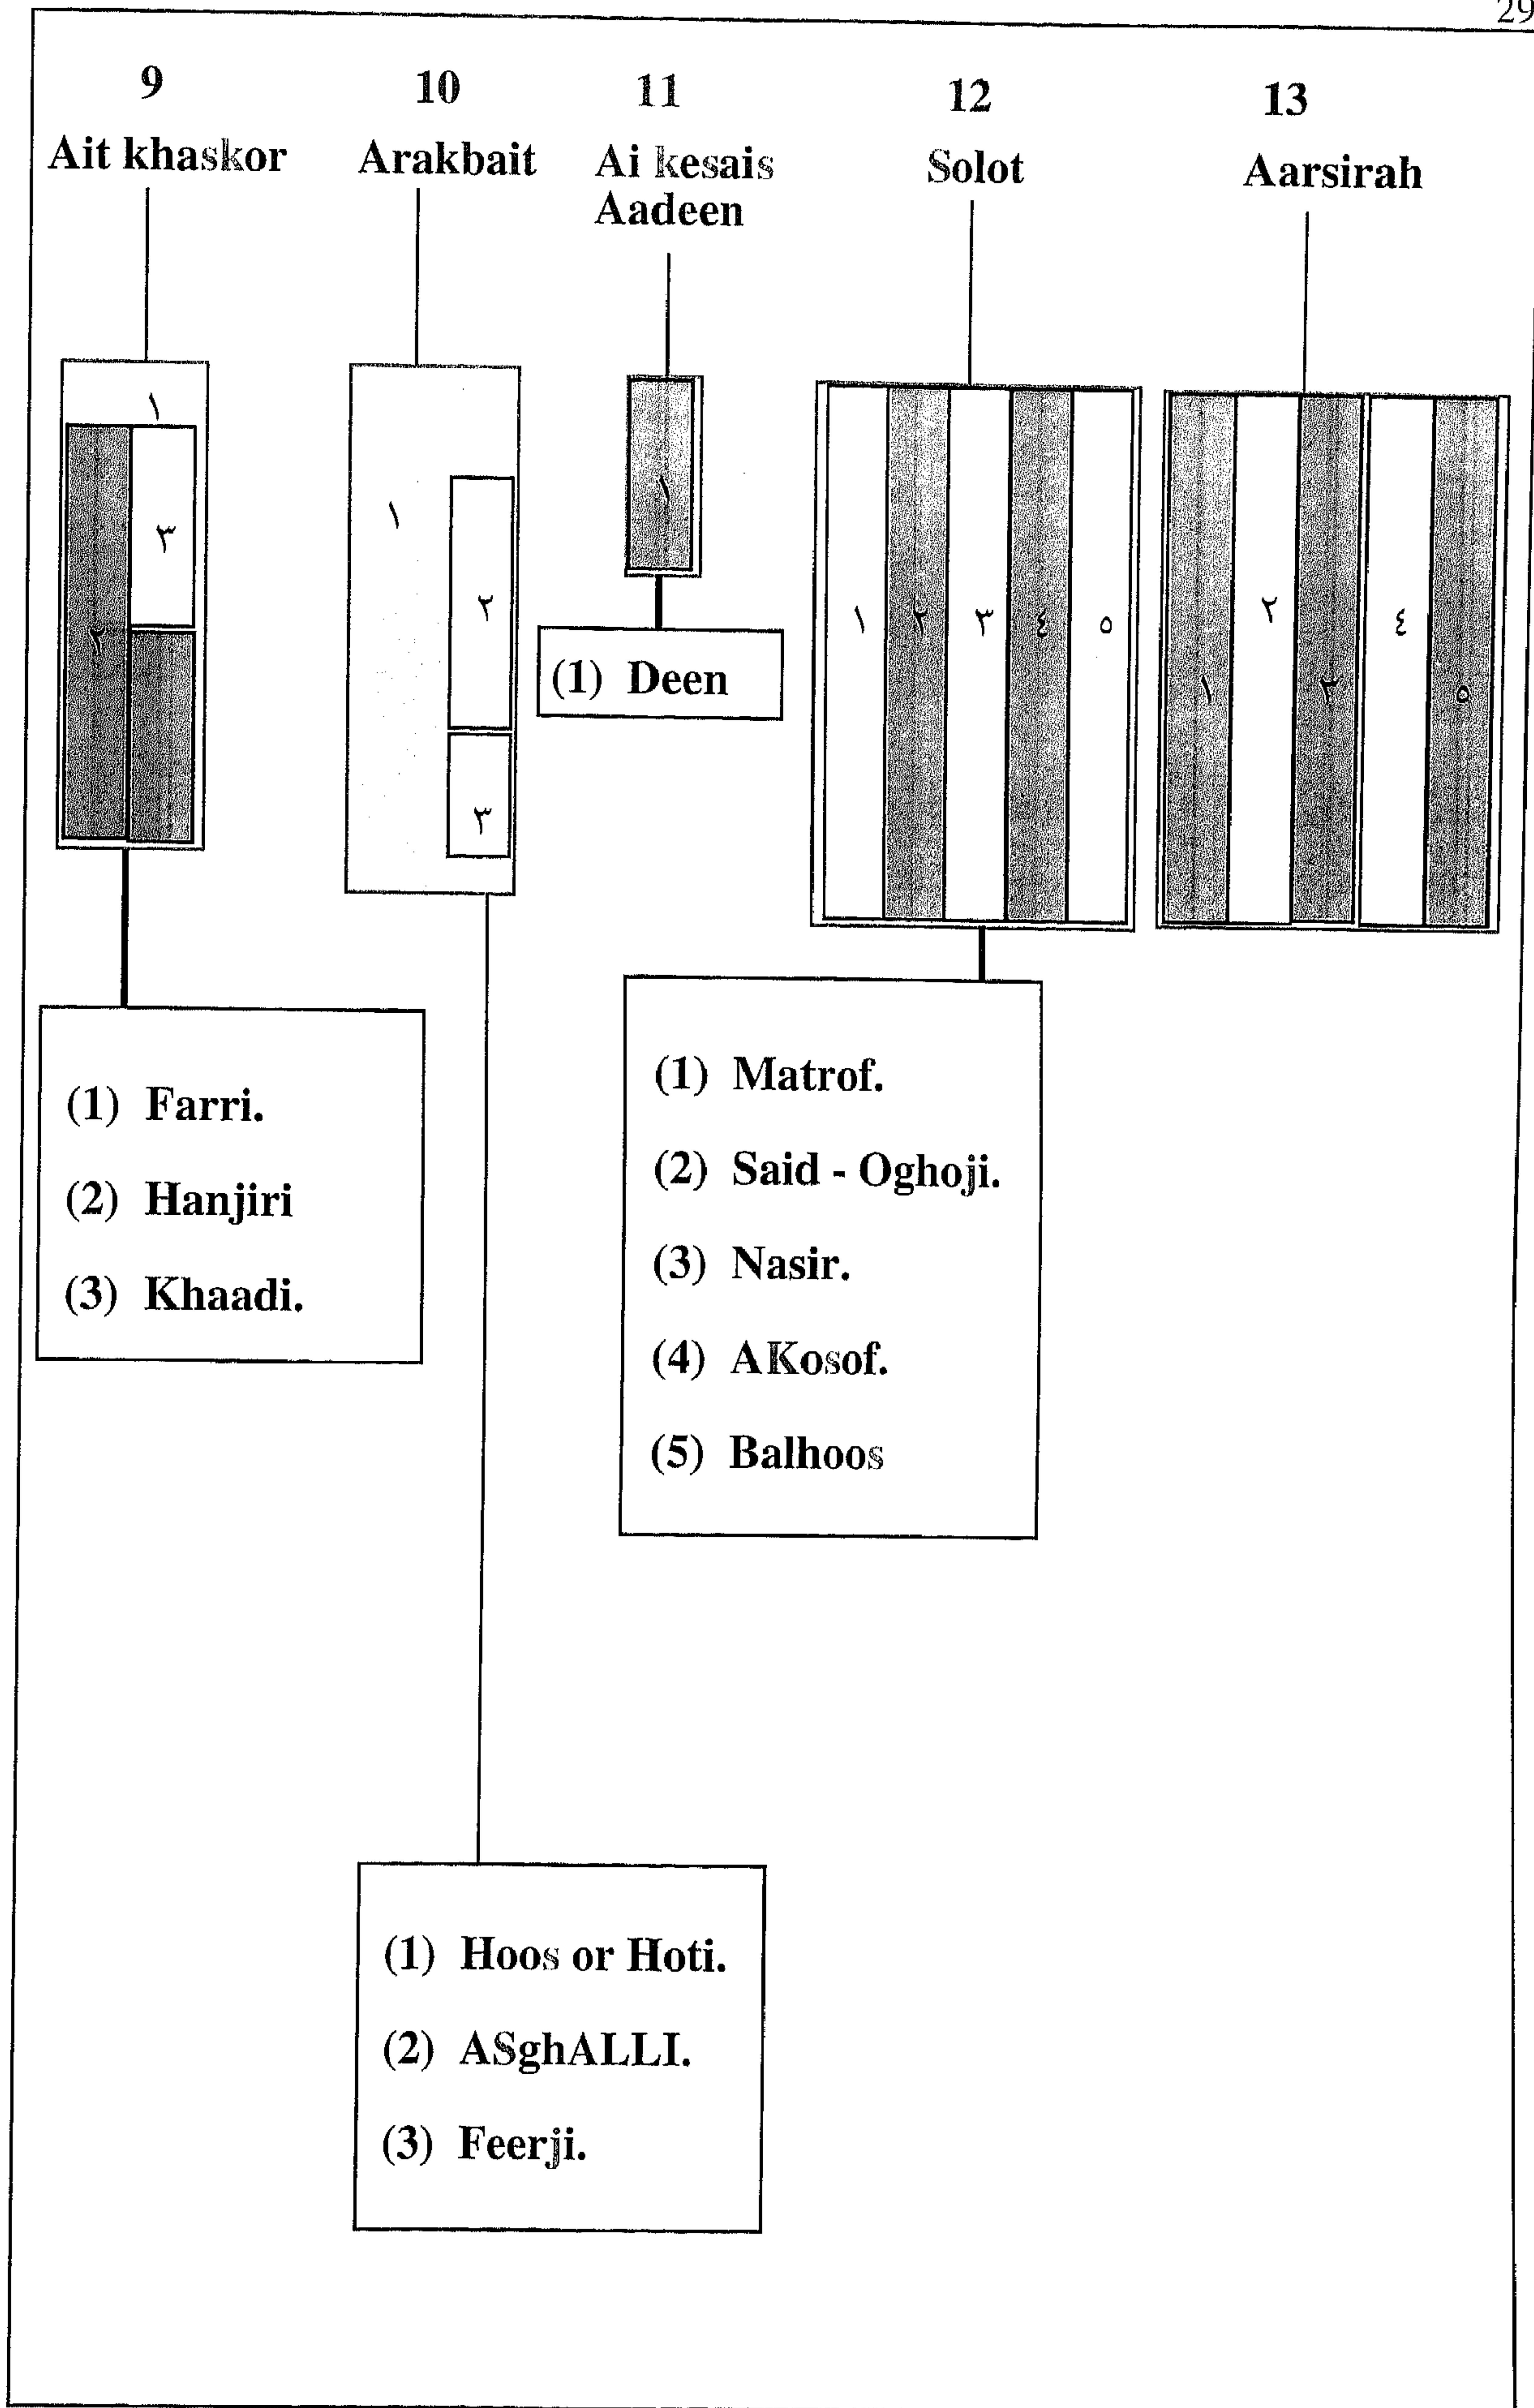 29
9
10
11
12
13
Ait khaskor
Arakbait
Ai kesais
Aadeen
Solot
Aarsirah
١
٢
٣
١
٢
٣
١
١
٢
٣
٤
٥
١
٢
٣
٤
٥
(1) Deen
(1) Farri.
(2) Hanjiri
(3) Khaadi.
(1) Matrof.
(2) Said - Oghoji.
(3) Nasir.
(4) AKosof.
(5) Balhoos
(1) Hoos or Hoti.
(2) ASghALLI.
(3) Feerji.